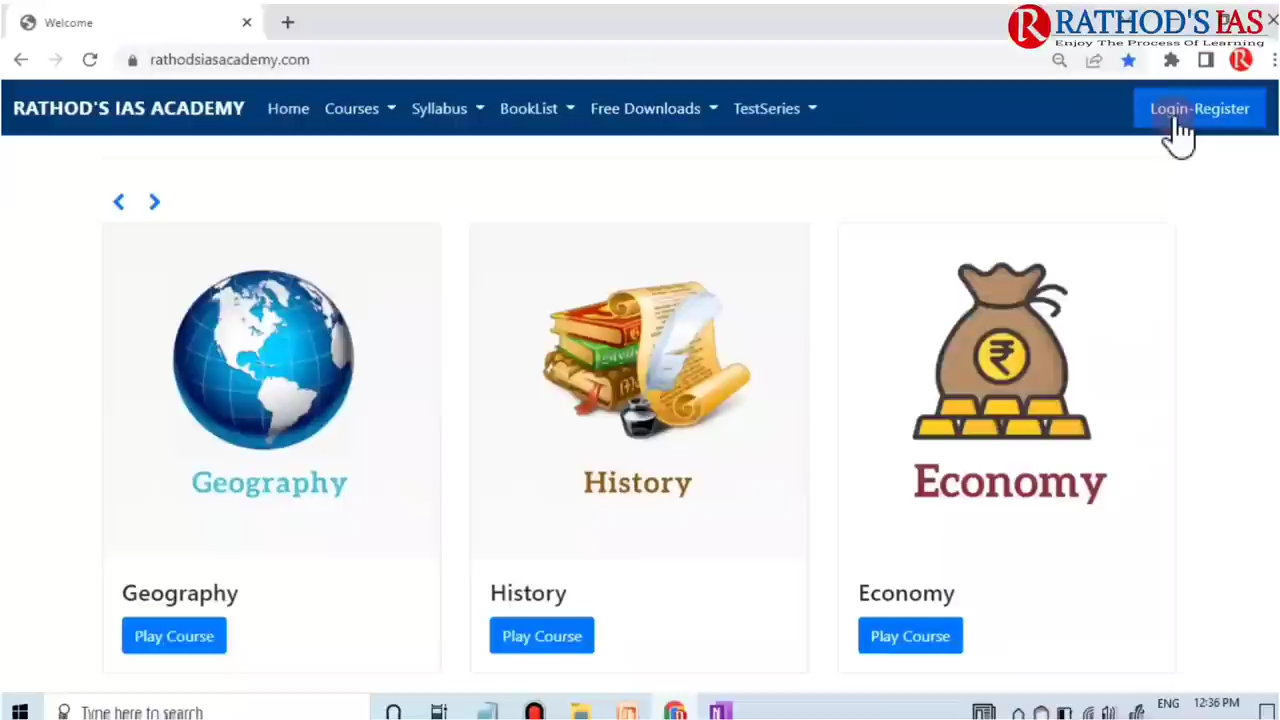 Welcome
RATHOD'S IAS
Enjoy The Process Of Learning
rathodsiasacademy.com
RATHOD'S IAS ACADEMY Home Courses Syllabus BookList Free Downloads TestSeries Login-Register
Geography
History
Economy
Geography
History
Economy
Play Course
Play Course
Play Course
Type here to search
ENG
12:36 PM